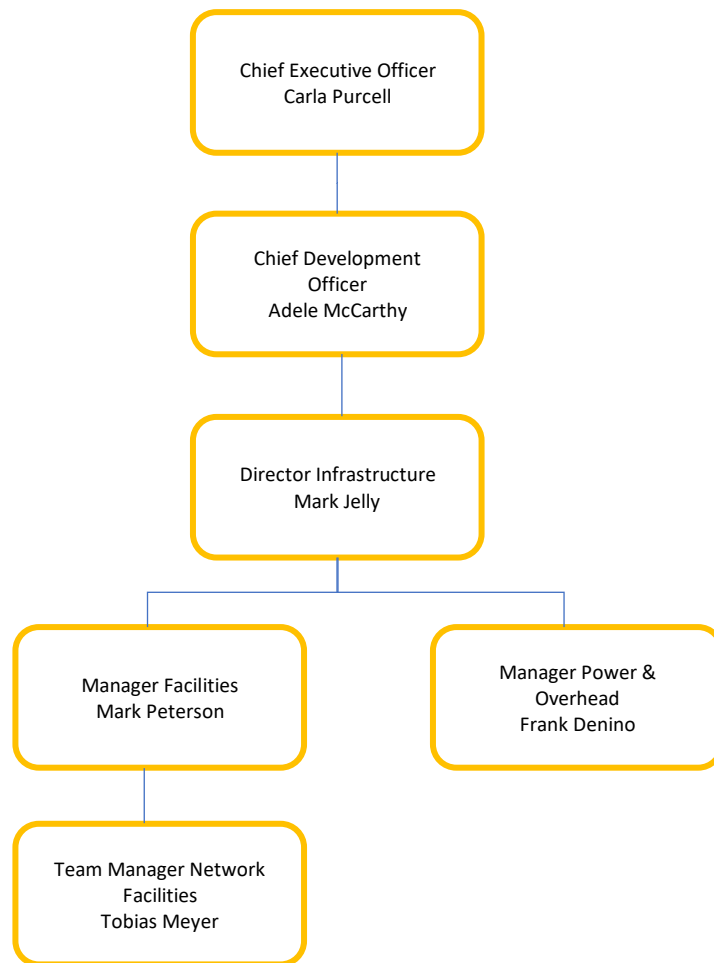 Chief Executive Officer
Carla Purcell
Chief Development
Officer
Adele McCarthy
Director Infrastructure
Mark Jelly
Manager Facilities
Mark Peterson
Manager Power &
Overhead
Frank Denino
Team Manager Network
Facilities
Tobias Meyer